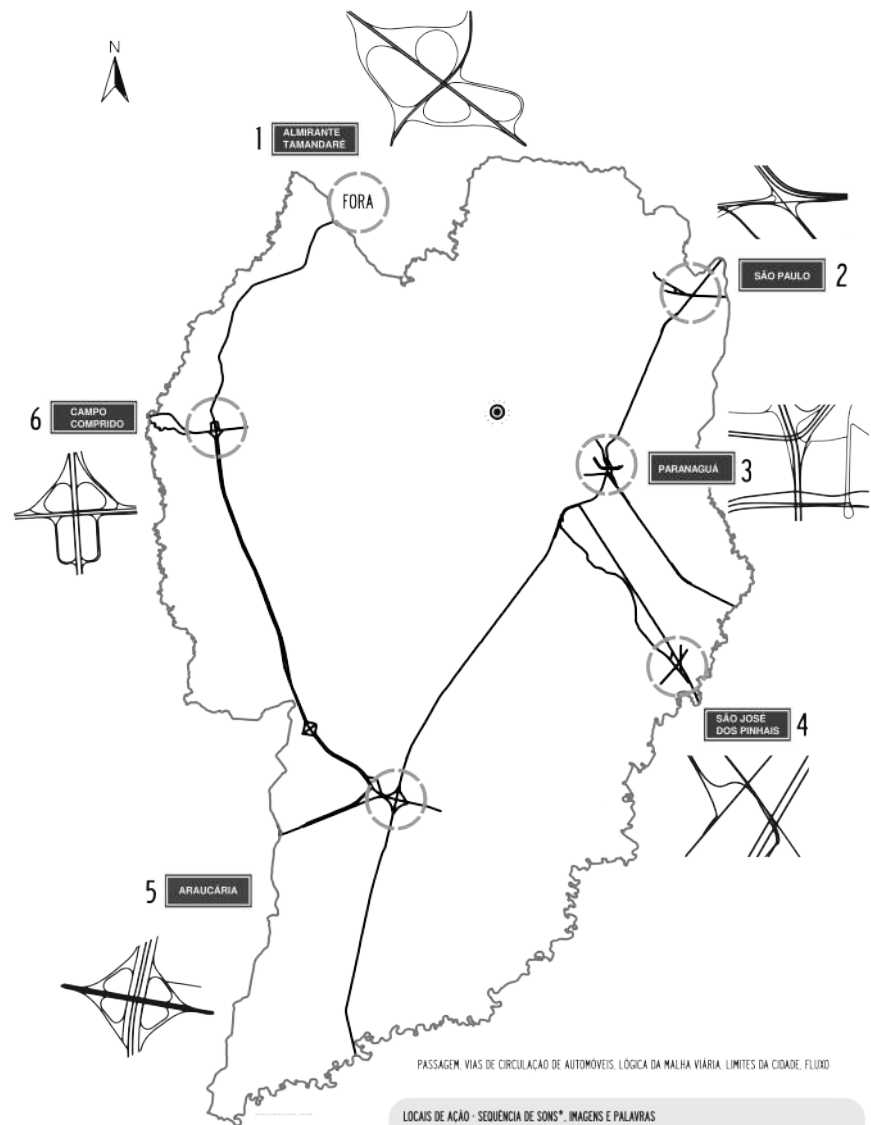 N
1
ALMIRANTE
TAMANDARÉ
FORA
SÃO PAULO
2
6
CAMPO
COMPRIDO
PARANAGUÁ
3
SÃO JOSÉ
DOS PINHAIS
4
5
ARAUCÁRIA
PASSAGEM, VIAS DE CIRCULAÇÃO DE AUTOMÓVEIS, LÓGICA DA MALHA VIÁRIA, LIMITES DA CIDADE, FLUXO
LOCAIS DE AÇÃO - SEQUÊNCIA DE SONS*, IMAGENS E PALAVRAS